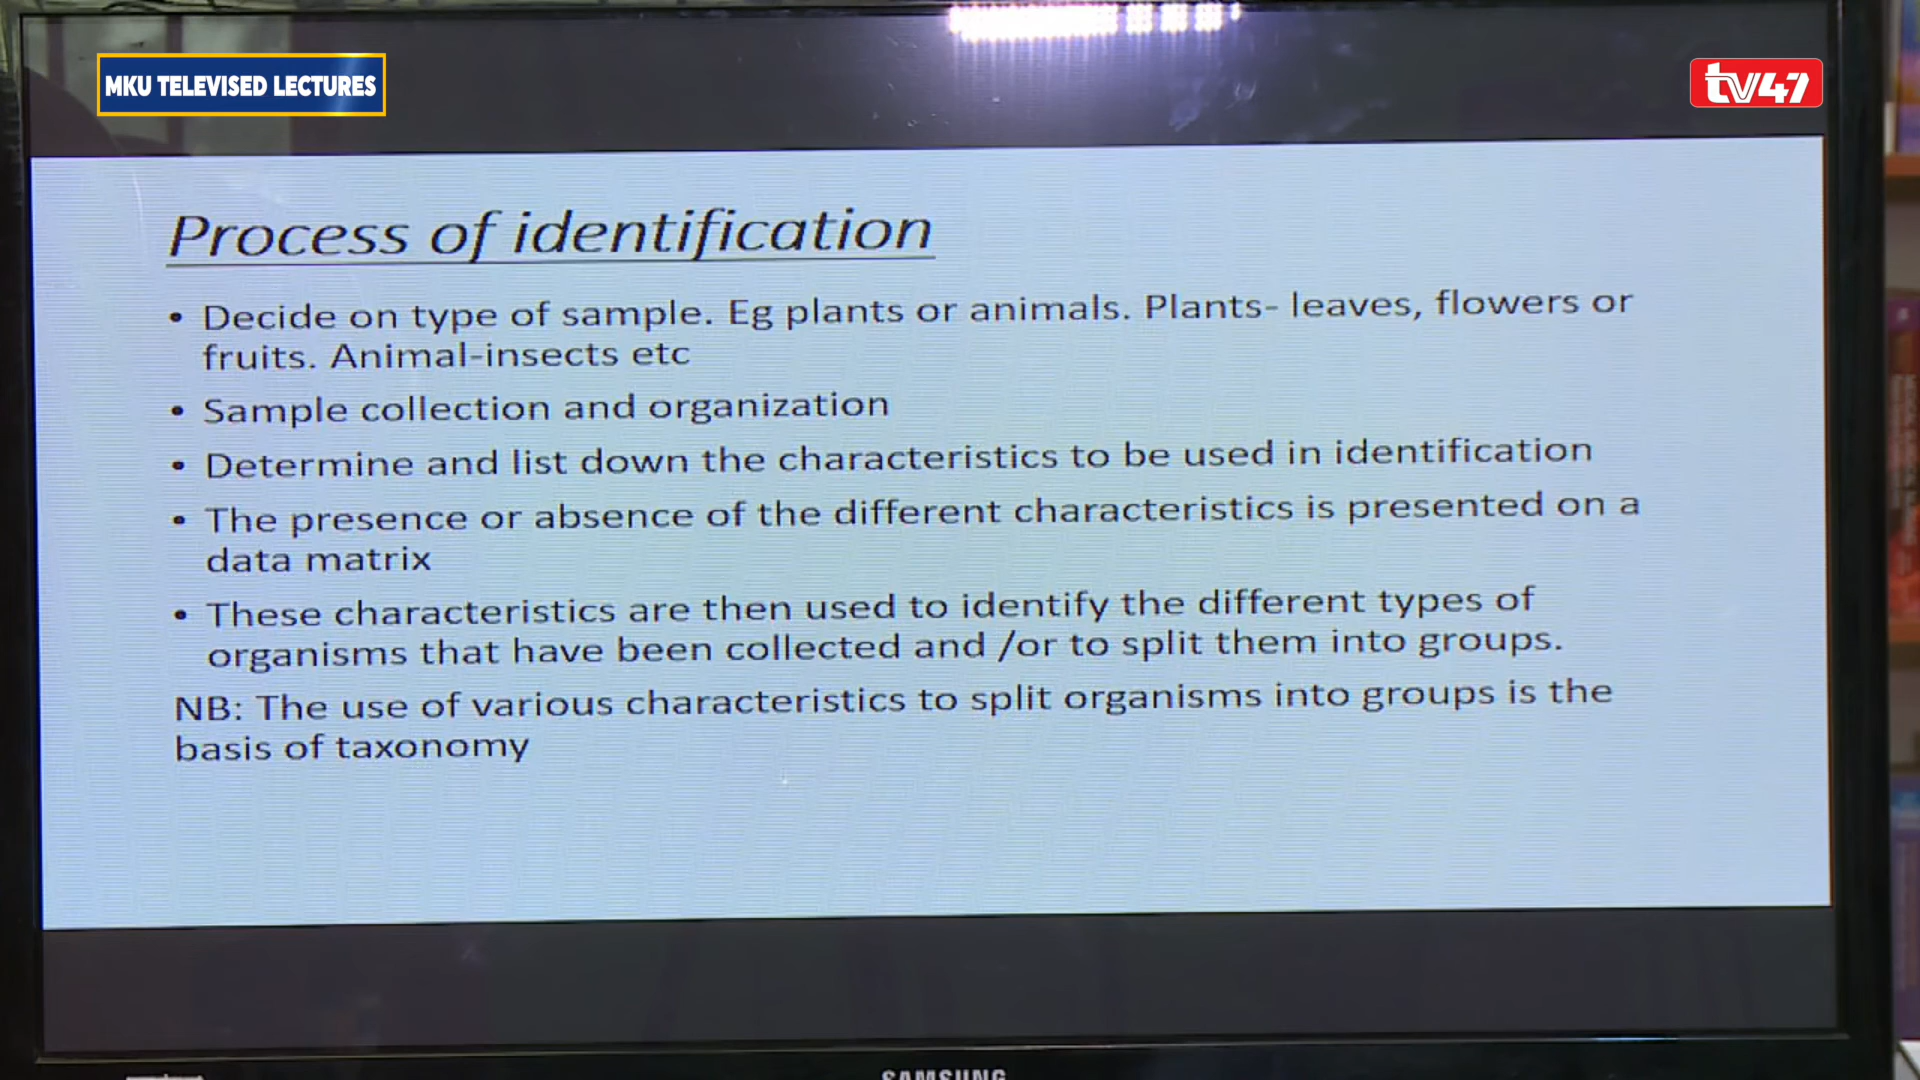 MKU TELEVISED LECTURES
tv47
Process of identification
• Decide on type of sample. Eg plants or animals. Plants- leaves, flowers or
fruits. Animal-insects etc
• Sample collection and organization
• Determine and list down the characteristics to be used in identification
• The presence or absence of the different characteristics is presented on a
data matrix
• These characteristics are then used to identify the different types of
organisms that have been collected and /or to split them into groups.
NB: The use of various characteristics to split organisms into groups is the
basis of taxonomy
SAMSUNG